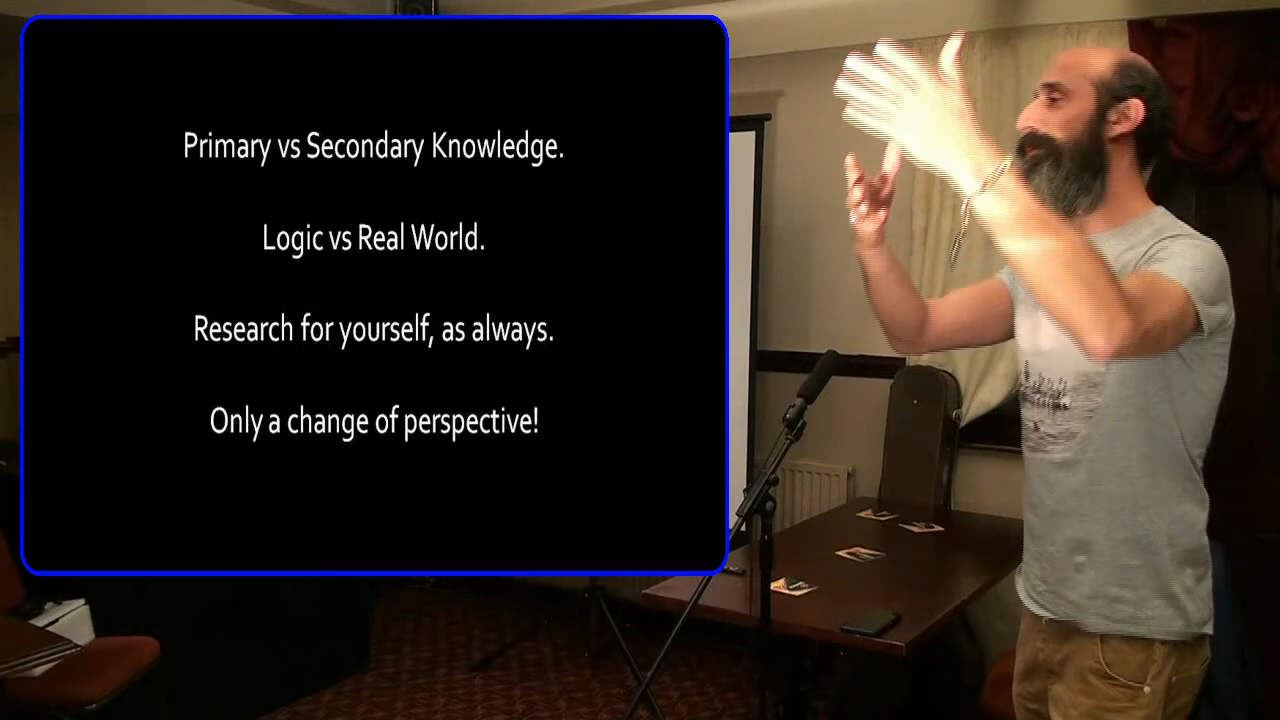 Primary vs Secondary Knowledge.
Logic vs Real World.
Research for yourself, as always.
Only a change of perspective!